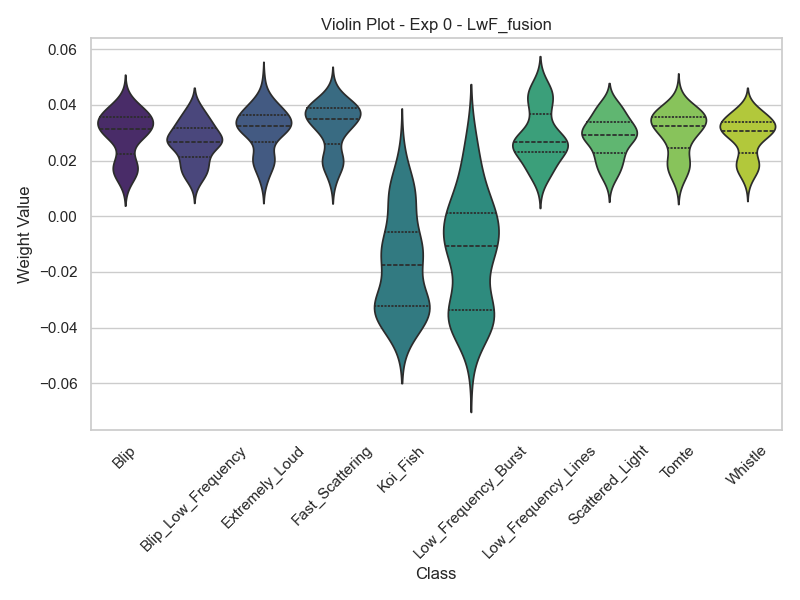 Violin Plot - Exp 0 - LwF_fusion
0.06
0.04
0.02
0.00
−0.02
−0.04
−0.06
Weight Value
Blip
Blip_Low_Frequency
Extremely_Loud
Fast_Scattering
Koi_Fish
Low_Frequency_Burst
Low_Frequency_Lines
Scattered_Light
Tomte
Whistle
Class